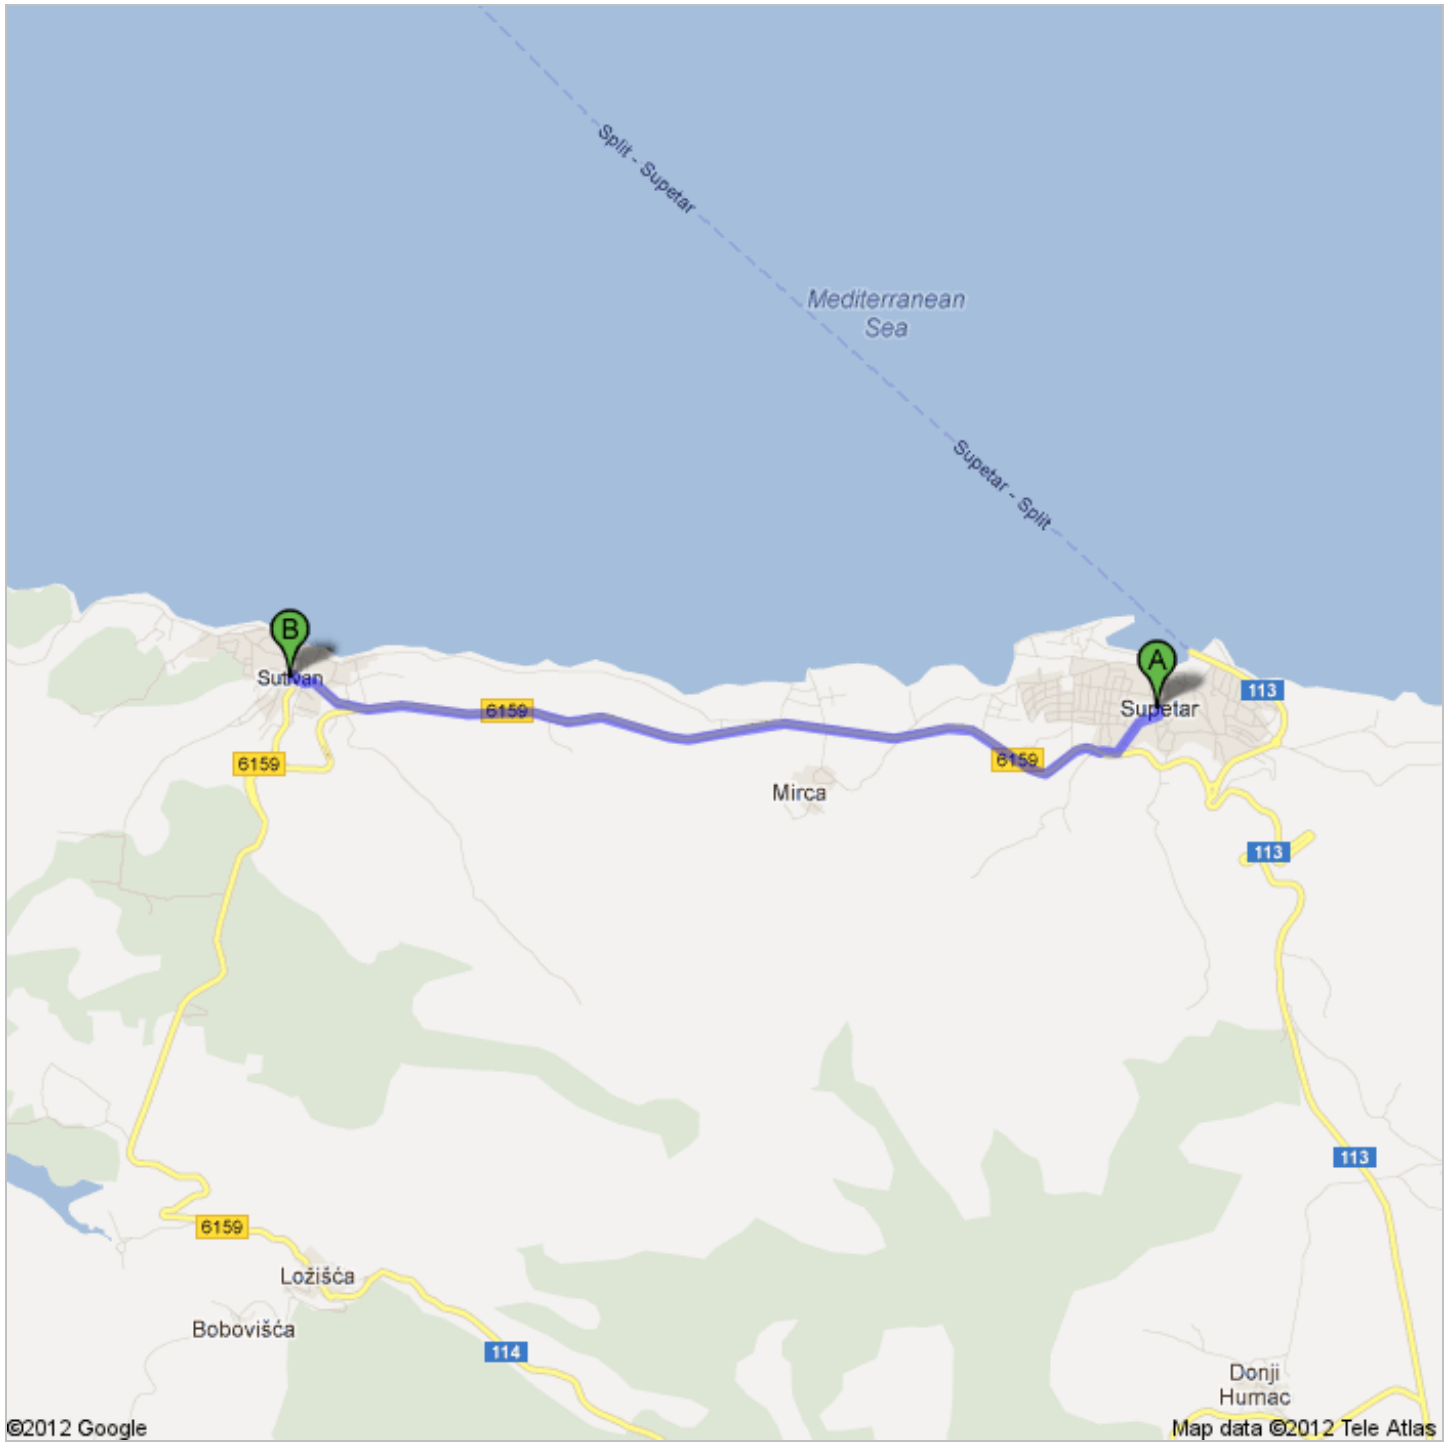 Split - Supetar
Mediterranean
Sea
Supetar - Split
B
A
Sutivan
113
Supetar
6159
6159
6159
Mirca
113
113
6159
Ložišća
Bobovišća
114
Donji
Humac
©2012 Google
Map data ©2012 Tele Atlas